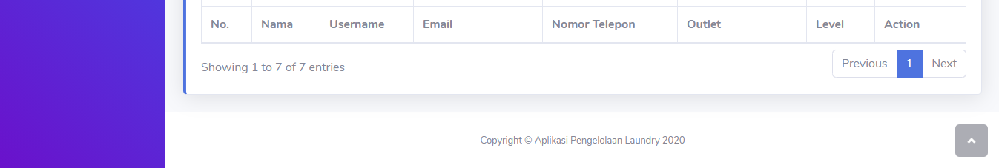 No. Nama Username Email Nomor Telepon Outlet Level Action
Showing 1 to 7 of 7 entries
Previous 1 Next
Copyright © Aplikasi Pengelolaan Laundry 2020